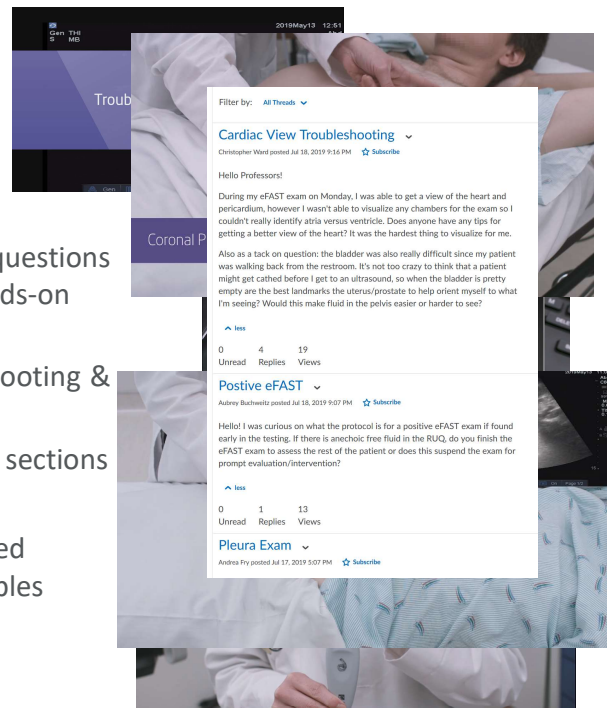 2019May13 12:51
Gen THI
S MB
Filter by: All Threads
Cardiac View Troubleshooting
Christopher Ward posted Jul 18, 2019 9:16 PM Subscribe
Hello Professors!
During my eFAST exam on Monday, I was able to get a view of the heart and
pericardium, however I wasn't able to visualize any chambers for the exam so I
couldn't really identify atria versus ventricle. Does anyone have any tips for
getting a better view of the heart? It was the hardest thing to visualize for me.
Also as a tack on question: the bladder was also really difficult since my patient
was walking back from the restroom. It's not too crazy to think that a patient
might get cathed before I get to an ultrasound, so when the bladder is pretty
empty are the best landmarks the uterus/prostate to help orient myself to what
I'm seeing? Would this make fluid in the pelvis easier or harder to see?
less
0 4 19
Unread Replies Views
Postive eFAST
Aubrey Buchweitz posted Jul 18, 2019 9:07 PM Subscribe
Hello! I was curious on what the protocol is for a positive eFAST exam if found
early in the testing. If there is anechoic free fluid in the RUQ, do you finish the
eFAST exam to assess the rest of the patient or does this suspend the exam for
prompt evaluation/intervention?
less
0 1 13
Unread Replies Views
Pleura Exam
Andrea Fry posted Jul 17, 2019 5:07 PM Subscribe
Troub
Coronal P
questions
ds-on
ooting &
sections
ed
ples